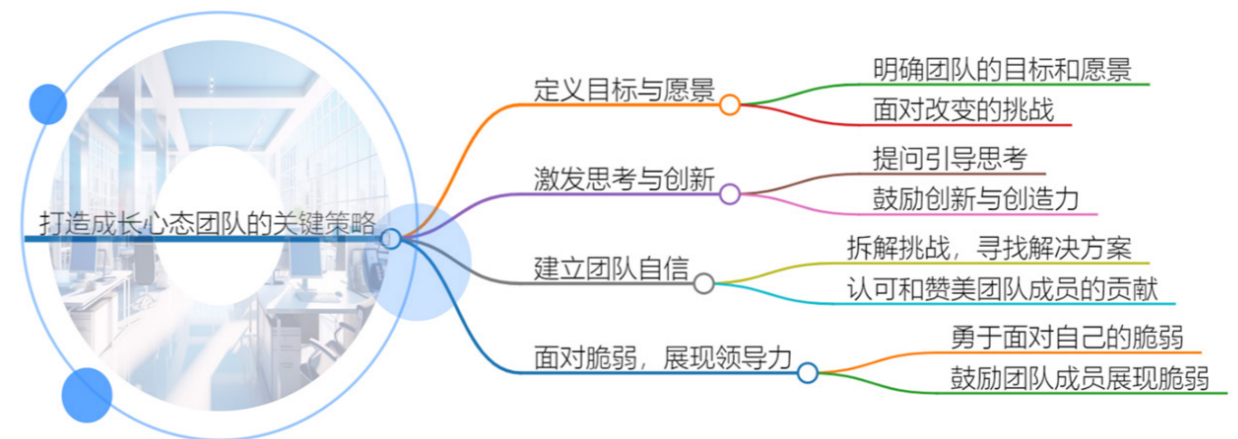 打造成长心态团队的关键策略
定义目标与愿景
明确团队的目标和愿景
面对改变的挑战
激发思考与创新
提问引导思考
鼓励创新与创造力
建立团队自信
拆解挑战，寻找解决方案
认可和赞美团队成员的贡献
面对脆弱，展现领导力
勇于面对自己的脆弱
鼓励团队成员展现脆弱